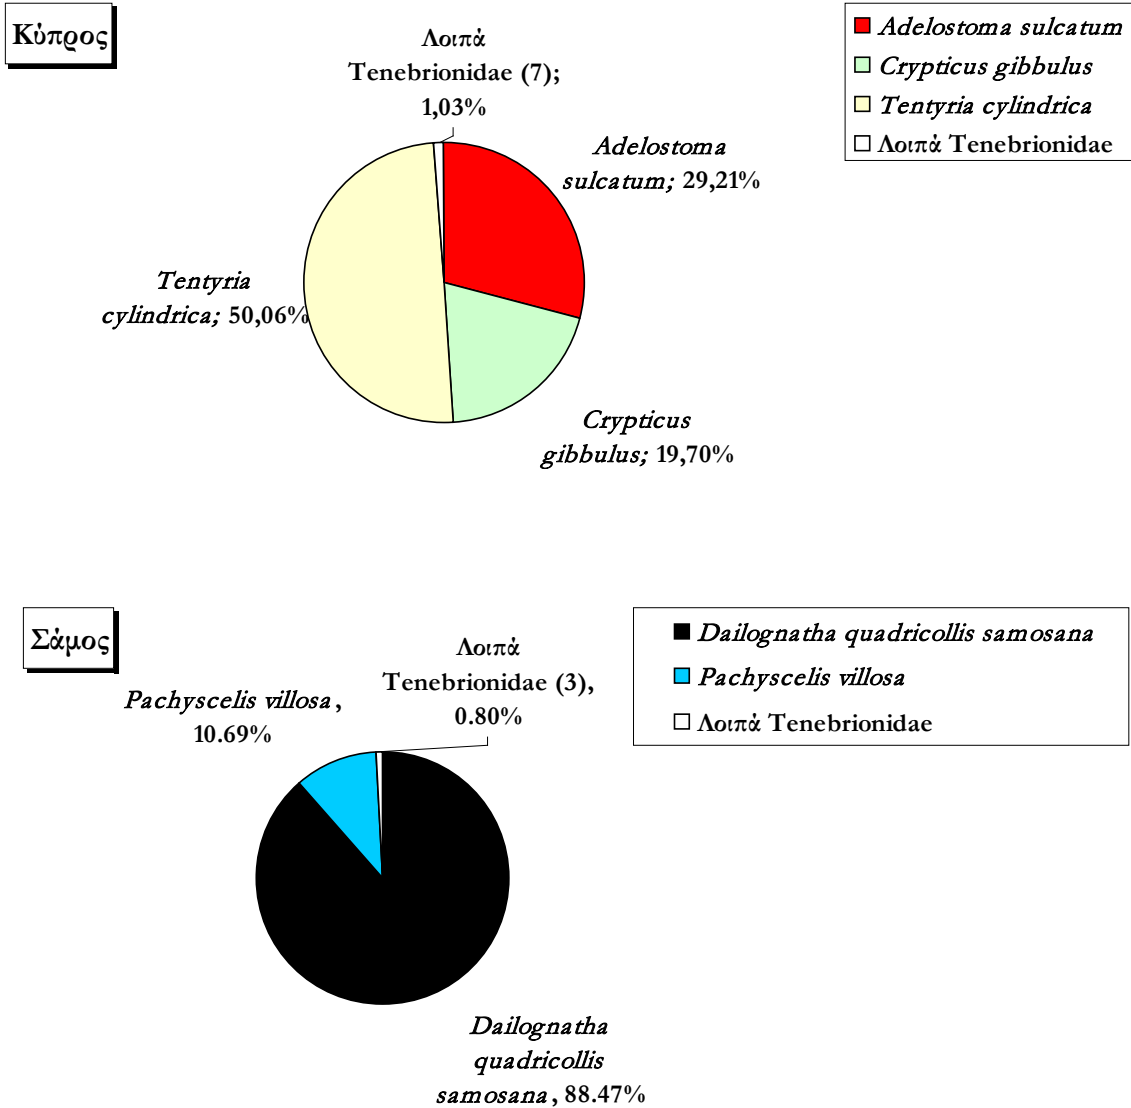 Κύπρος
Adelostoma sulcatum
Crypticus gibbulus
Tentyria cylindrica
Λοιπά Tenebrionidae
Λοιπά
Tenebrionidae (7);
1,03%
Adelostoma
sulcatum; 29,21%
Tentyria
cylindrica; 50,06%
Crypticus
gibbulus; 19,70%
Σάμος
Dailognatha quadricollis samosana
Pachyscelis villosa
Λοιπά Tenebrionidae
Λοιπά
Tenebrionidae (3),
0.80%
Pachyscelis villosa,
10.69%
Dailognatha
quadricollis
samosana, 88.47%